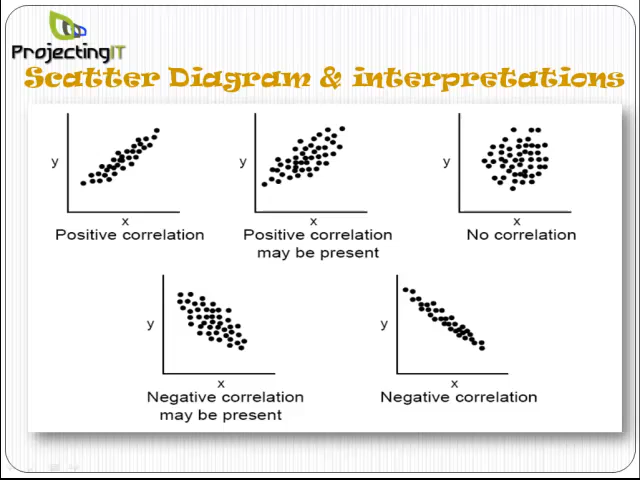 ProjectingIT
Scatter Diagram & interpretations
y
x
Positive correlation
y
x
Positive correlation
may be present
y
x
No correlation
y
x
Negative correlation
may be present
y
x
Negative correlation